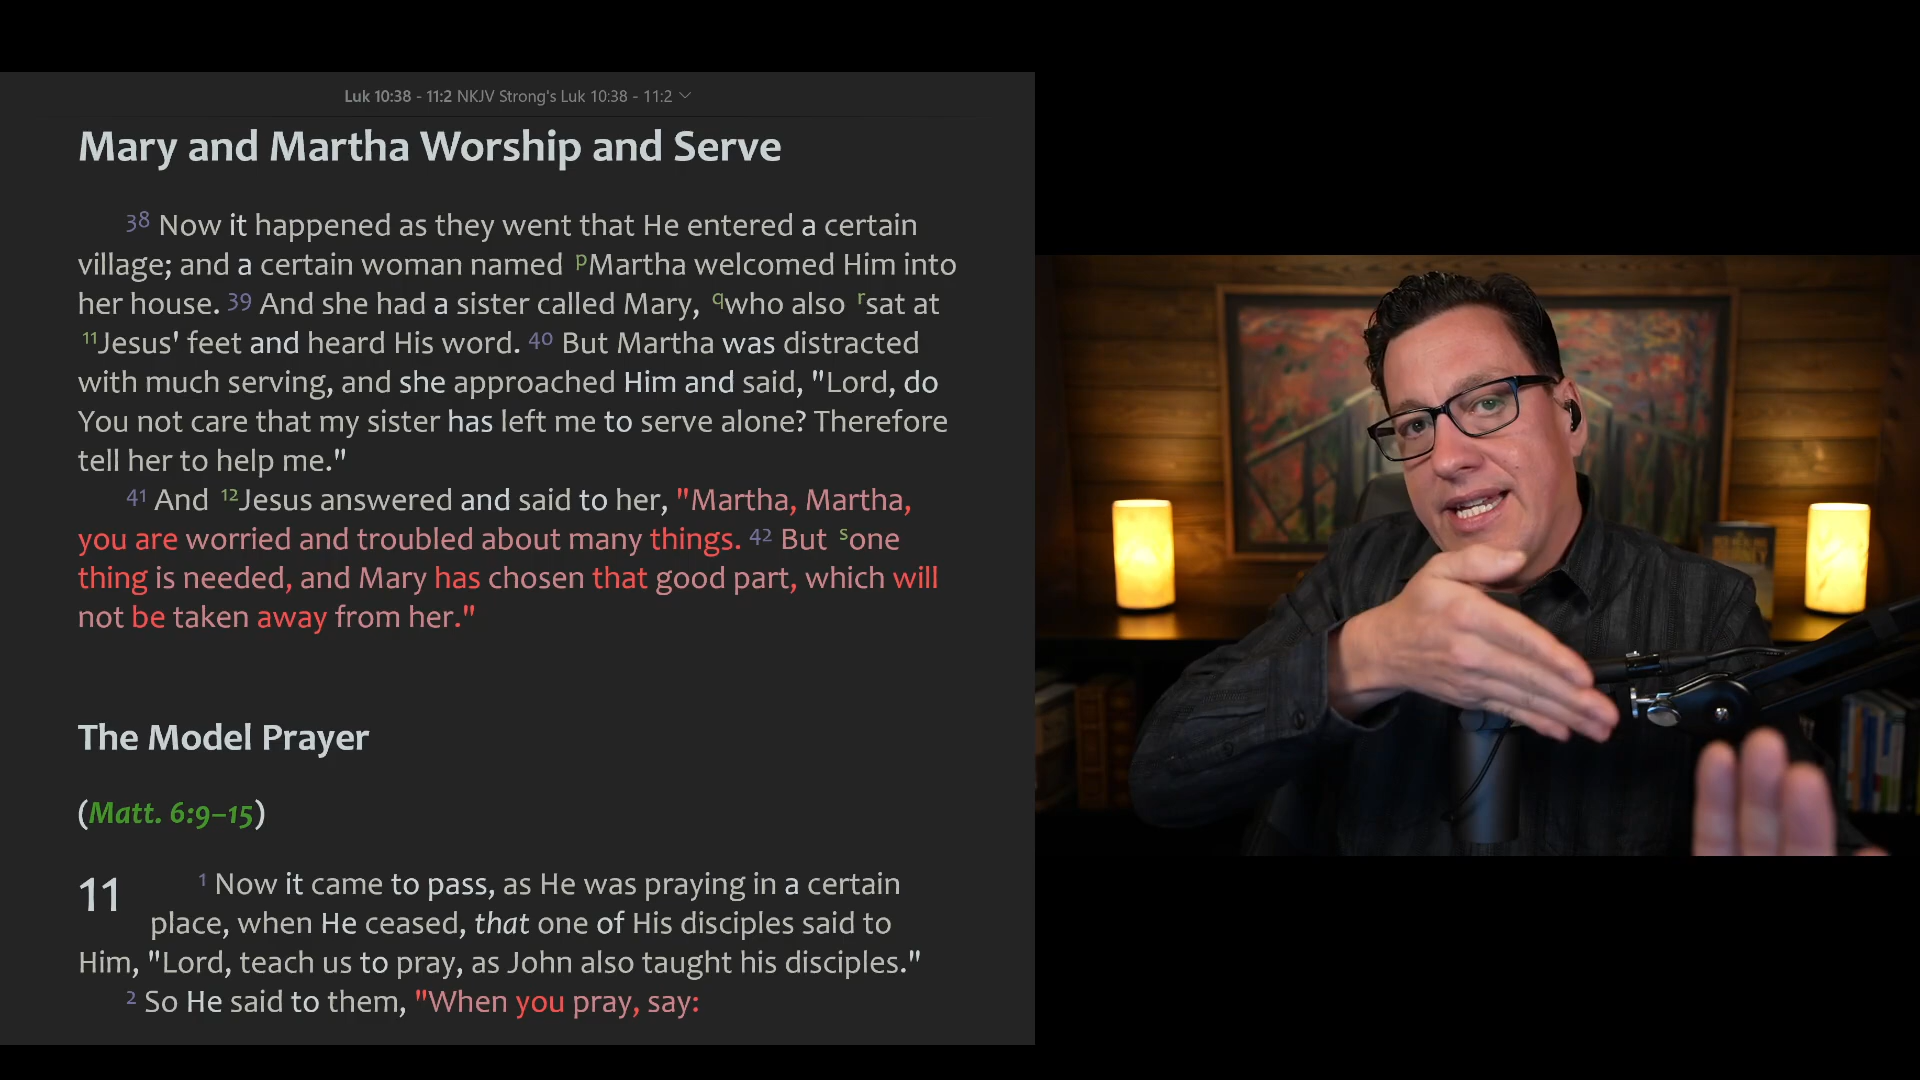 Luk 10:38 - 11:2 NKJV Strong's Luk 10:38 - 11:2
Mary and Martha Worship and Serve
38 Now it happened as they went that He entered a certain
village; and a certain woman named pMartha welcomed Him into
her house. 39 And she had a sister called Mary, qwho also rsat at
11Jesus' feet and heard His word. 40 But Martha was distracted
with much serving, and she approached Him and said, "Lord, do
You not care that my sister has left me to serve alone? Therefore
tell her to help me."
41 And 12Jesus answered and said to her, "Martha, Martha,
you are worried and troubled about many things. 42 But sone
thing is needed, and Mary has chosen that good part, which will
not be taken away from her."
The Model Prayer
(Matt. 6:9–15)
11 1 Now it came to pass, as He was praying in a certain
place, when He ceased, that one of His disciples said to
Him, "Lord, teach us to pray, as John also taught his disciples."
2 So He said to them, "When you pray, say: